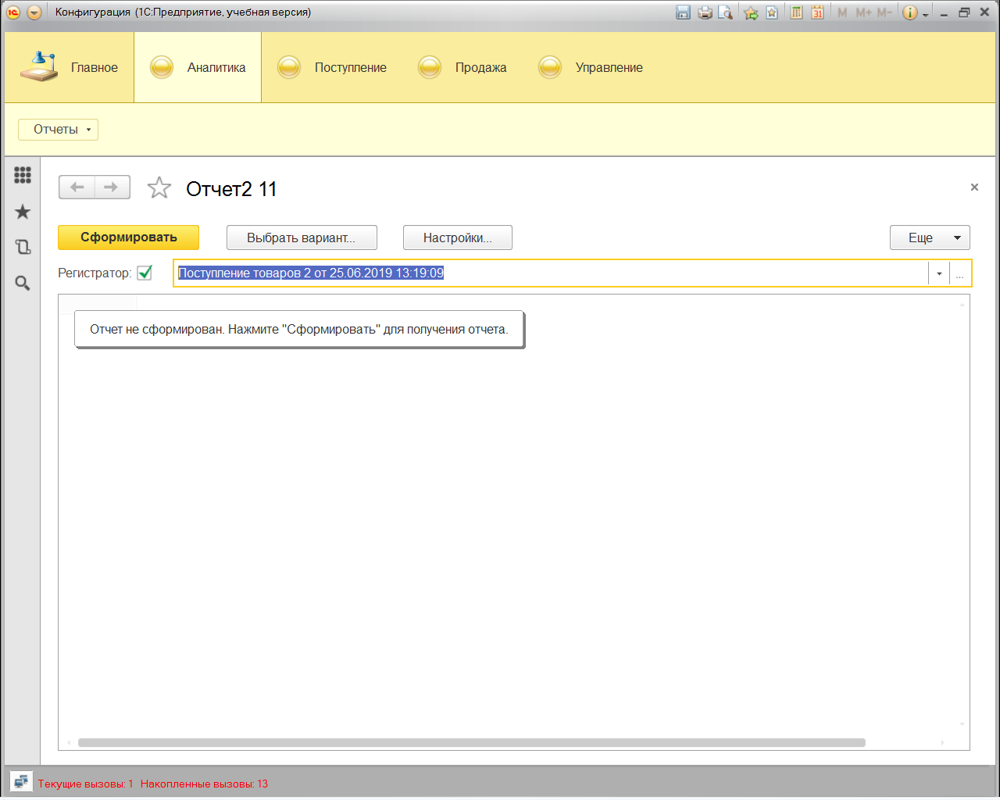 Конфигурация (1С:Предприятие, учебная версия)
M M+ M-
Главное Аналитика Поступление Продажа Управление
Отчеты
Отчет2 11
Сформировать Выбрать вариант... Настройки... Еще
Регистратор: Поступление товаров 2 от 25.06.2019 13:19:09 ...
Отчет не сформирован. Нажмите "Сформировать" для получения отчета.
Текущие вызовы: 1 Накопленные вызовы: 13